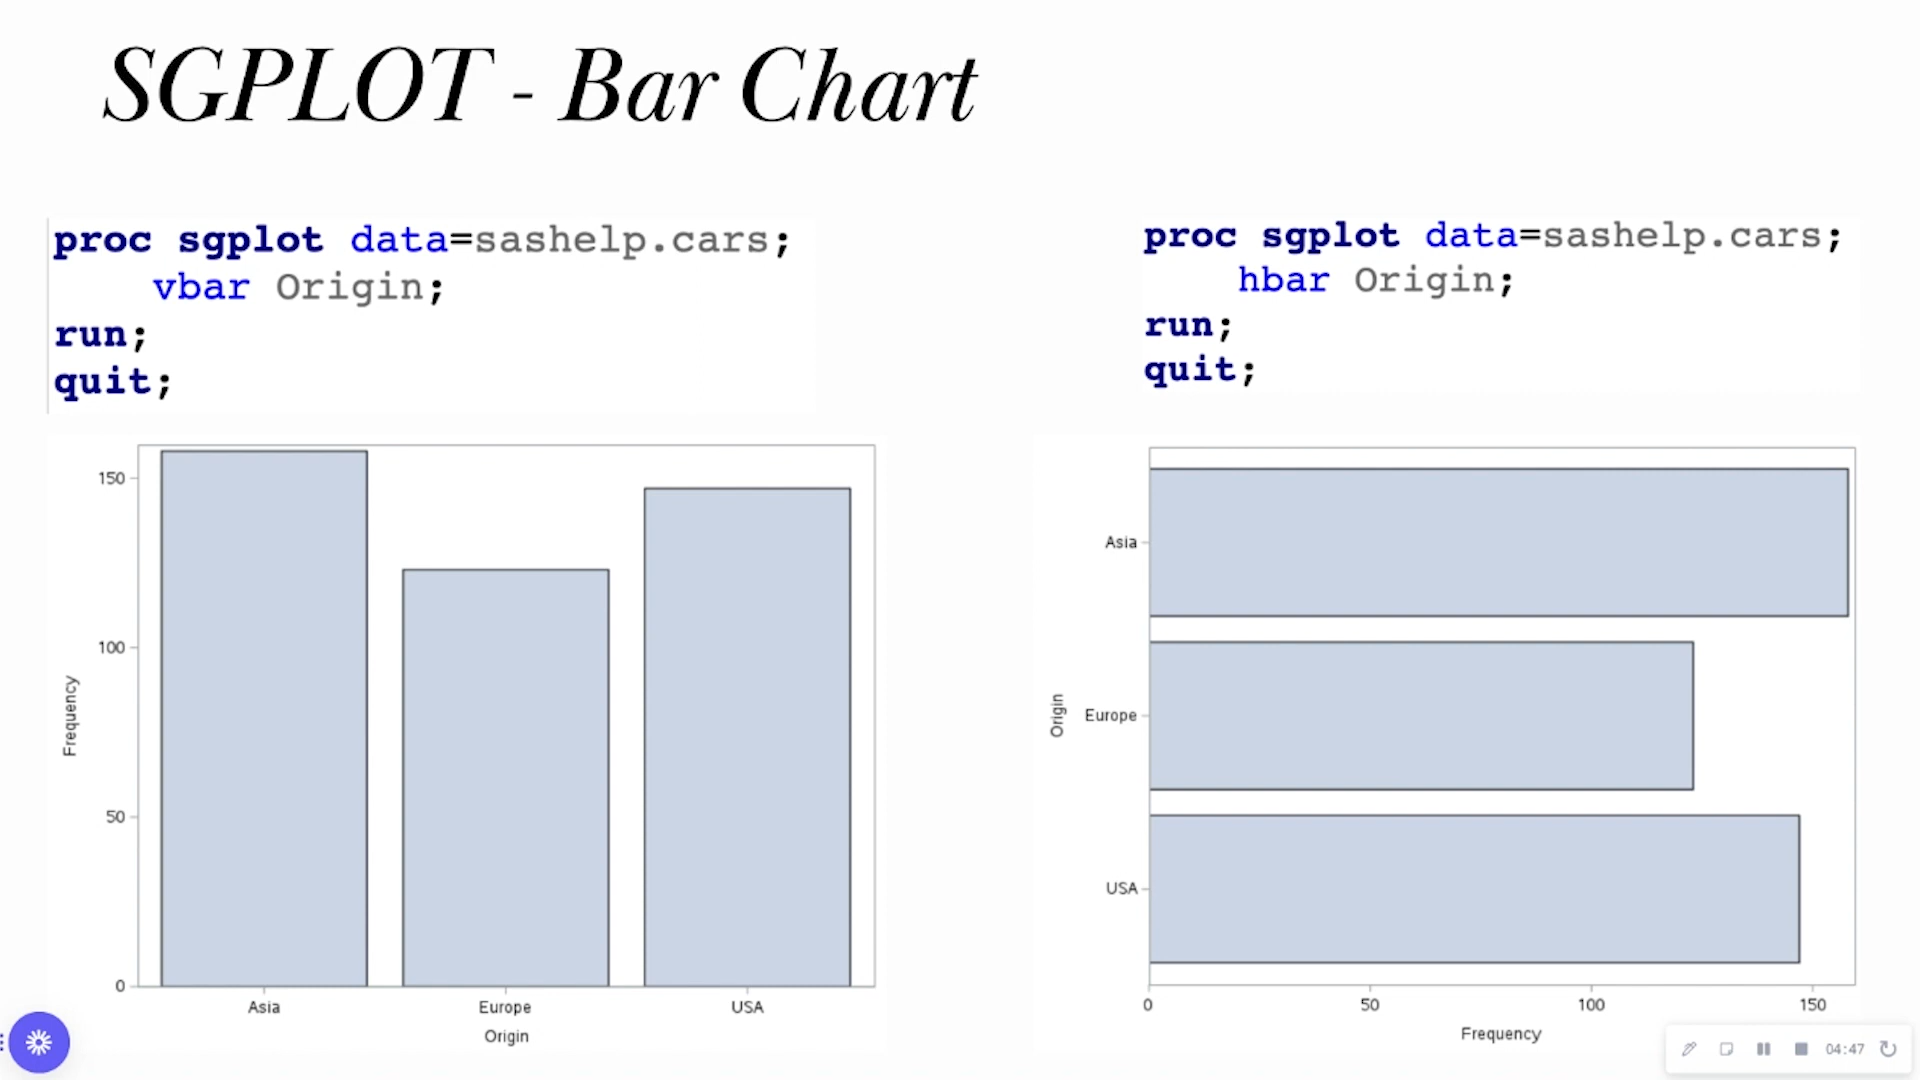 SGPLOT - Bar Chart
proc sgplot data=sashelp.cars;
vbar Origin;
run;
quit;
150
100
50
0
Frequency
Asia
Europe
USA
Origin
proc sgplot data=sashelp.cars;
hbar Origin;
run;
quit;
Asia
Europe
USA
Origin
0
50
100
150
Frequency
04:47